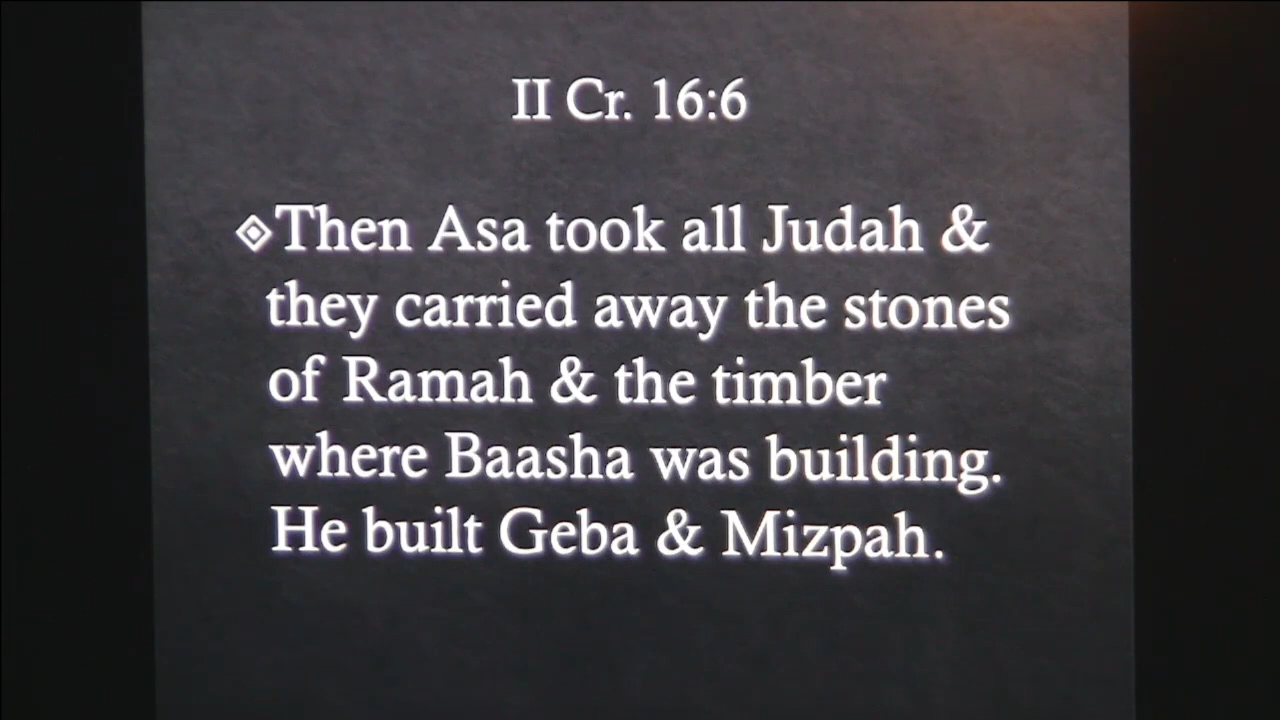 II Cr. 16:6
Then Asa took all Judah &
they carried away the stones
of Ramah & the timber
where Baasha was building.
He built Geba & Mizpah.